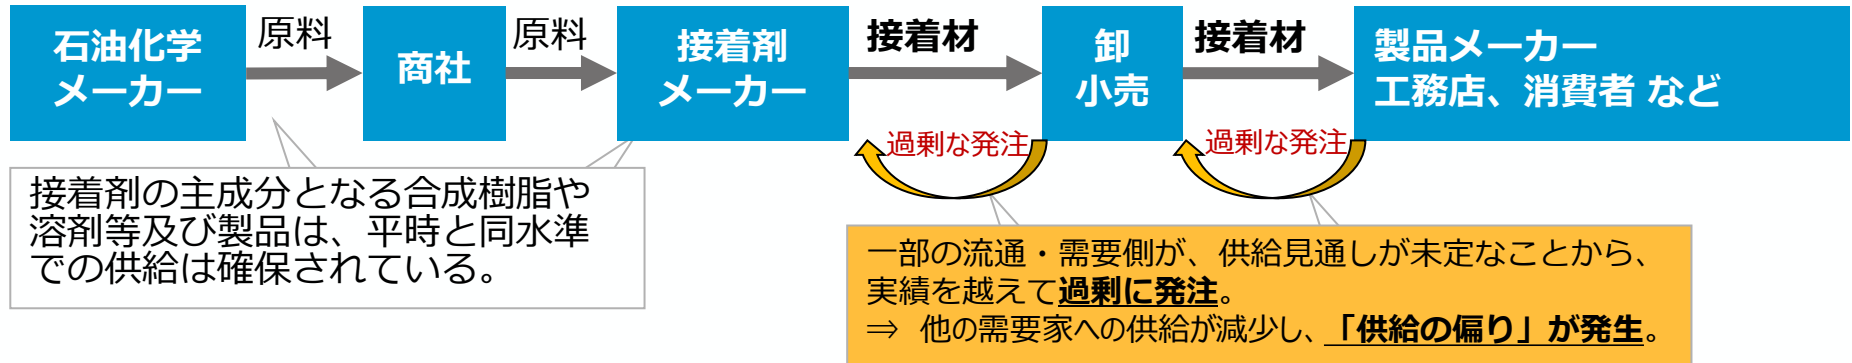 石油化学
メーカー
原料
商社
原料
接着剤
メーカー
接着材
卸
小売
接着材
製品メーカー
工務店、消費者 など
過剰な発注
過剰な発注
接着剤の主成分となる合成樹脂や
溶剤等及び製品は、平時と同水準
での供給は確保されている。
一部の流通・需要側が、供給見通しが未定なことから、
実績を越えて過剰に発注。
⇒ 他の需要家への供給が減少し、「供給の偏り」が発生。